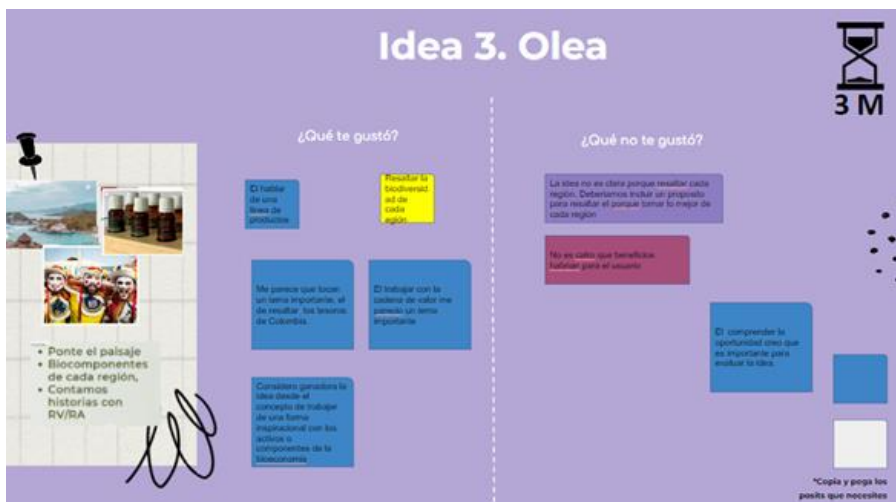 Idea 3. Olea
3 M
¿Qué te gustó?
¿Qué no te gustó?
El hablar
de una
línea de
productos
Resaltar la
biodiversid
ad de
cada
egión
Me parece que tocan
un tema importante, el
de resaltar los tesoros
de Colombia.
El trabajar con la
cadena de valor me
parecio un tema
importante
Considero ganadora la
idea desde el
concepto de trabajar
de una forma
inspiracional con los
activos o
componentes de la
bioeconomía
La idea no es clara porque resaltar cada
región. Deberiamos incluir un propósito
para resaltar el porque tomar lo mejor de
cada región
No es calro que beneficios
habrían para el usuario
El comprender la
oportunidad creo que
es importante para
evaluar la idea.
• Ponte el paisaje
• Biocomponentes
de cada región,
• Contamos
historias con
RV/RA
*Copia y pega los
posits que necesites